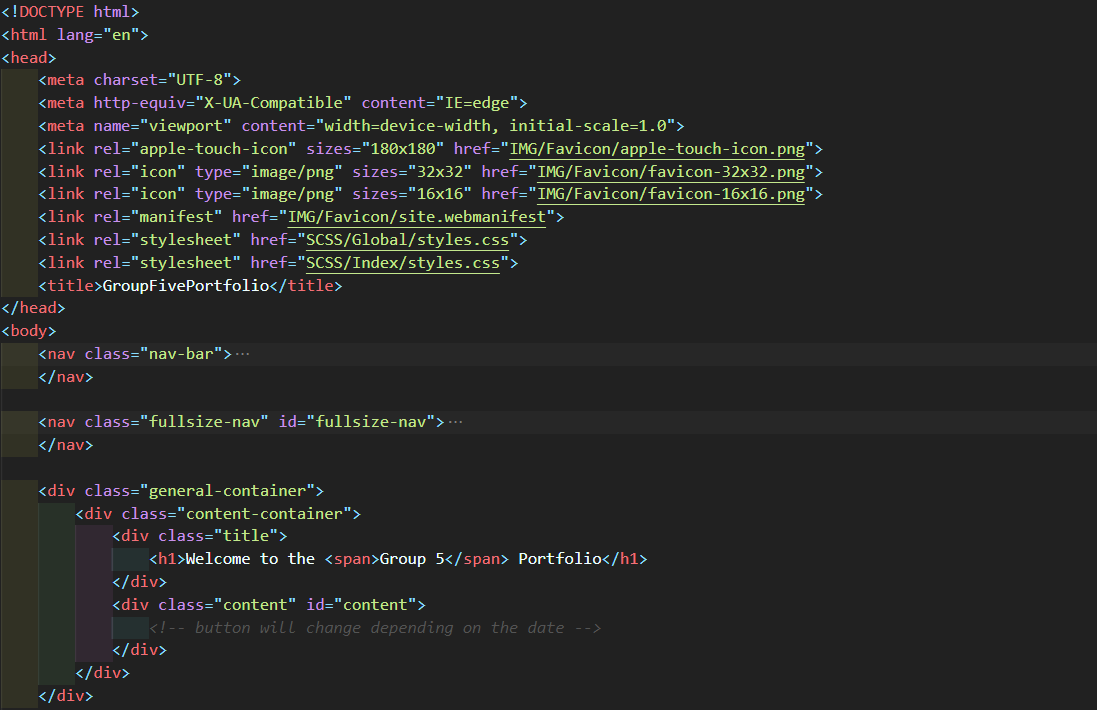 <!DOCTYPE html>
<html lang="en">
<head>
    <meta charset="UTF-8">
    <meta http-equiv="X-UA-Compatible" content="IE=edge">
    <meta name="viewport" content="width=device-width, initial-scale=1.0">
    <link rel="apple-touch-icon" sizes="180x180" href="IMG/Favicon/apple-touch-icon.png">
    <link rel="icon" type="image/png" sizes="32x32" href="IMG/Favicon/favicon-32x32.png">
    <link rel="icon" type="image/png" sizes="16x16" href="IMG/Favicon/favicon-16x16.png">
    <link rel="manifest" href="IMG/Favicon/site.webmanifest">
    <link rel="stylesheet" href="SCSS/Global/styles.css">
    <link rel="stylesheet" href="SCSS/Index/styles.css">
    <title>GroupFivePortfolio</title>
</head>
<body>
    <nav class="nav-bar">···
    </nav>

    <nav class="fullsize-nav" id="fullsize-nav">···
    </nav>

    <div class="general-container">
        <div class="content-container">
            <div class="title">
                <h1>Welcome to the <span>Group 5</span> Portfolio</h1>
            </div>
            <div class="content" id="content">
                <!-- button will change depending on the date -->
            </div>
        </div>
    </div>